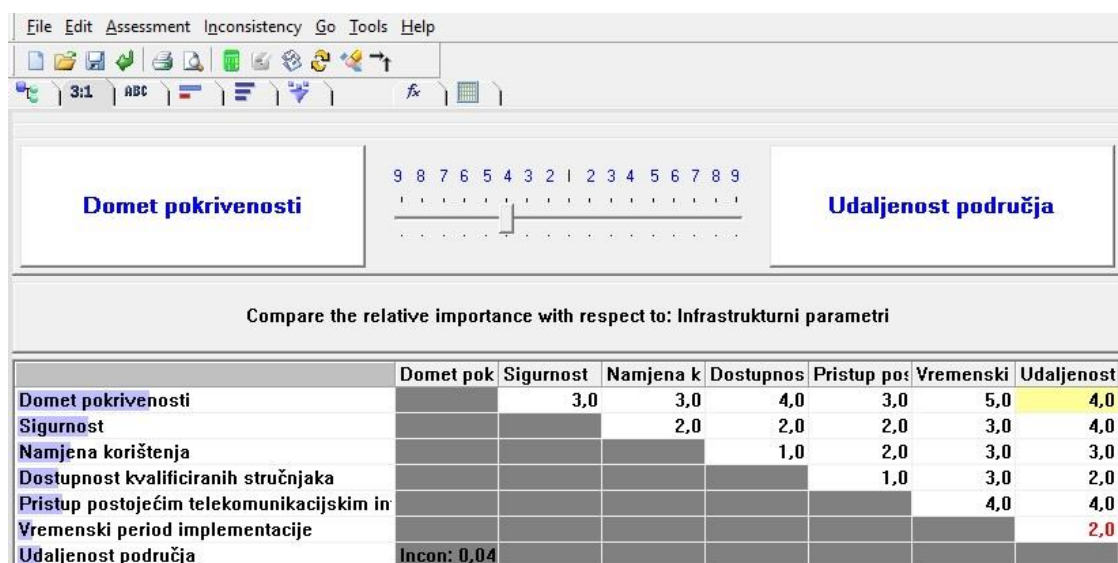 File Edit Assessment Inconsistency Go Tools Help
3:1 ABC fx
9 8 7 6 5 4 3 2 1 2 3 4 5 6 7 8 9
Domet pokrivenosti Udaljenost područja
Compare the relative importance with respect to: Infrastrukturni parametri
Domet pok Sigurnost Namjena k Dostupnos Pristup pos Vremenski Udaljenost
Domet pokrivenosti 3,0 3,0 4,0 3,0 5,0 4,0
Sigurnost 2,0 2,0 2,0 3,0 4,0
Namjena korištenja 1,0 2,0 3,0 3,0
Dostupnost kvalificiranih stručnjaka 1,0 3,0 2,0
Pristup postojećim telekomunikacijskim in 4,0 4,0
Vremenski period implementacije 2,0
Udaljenost područja Incon: 0,04